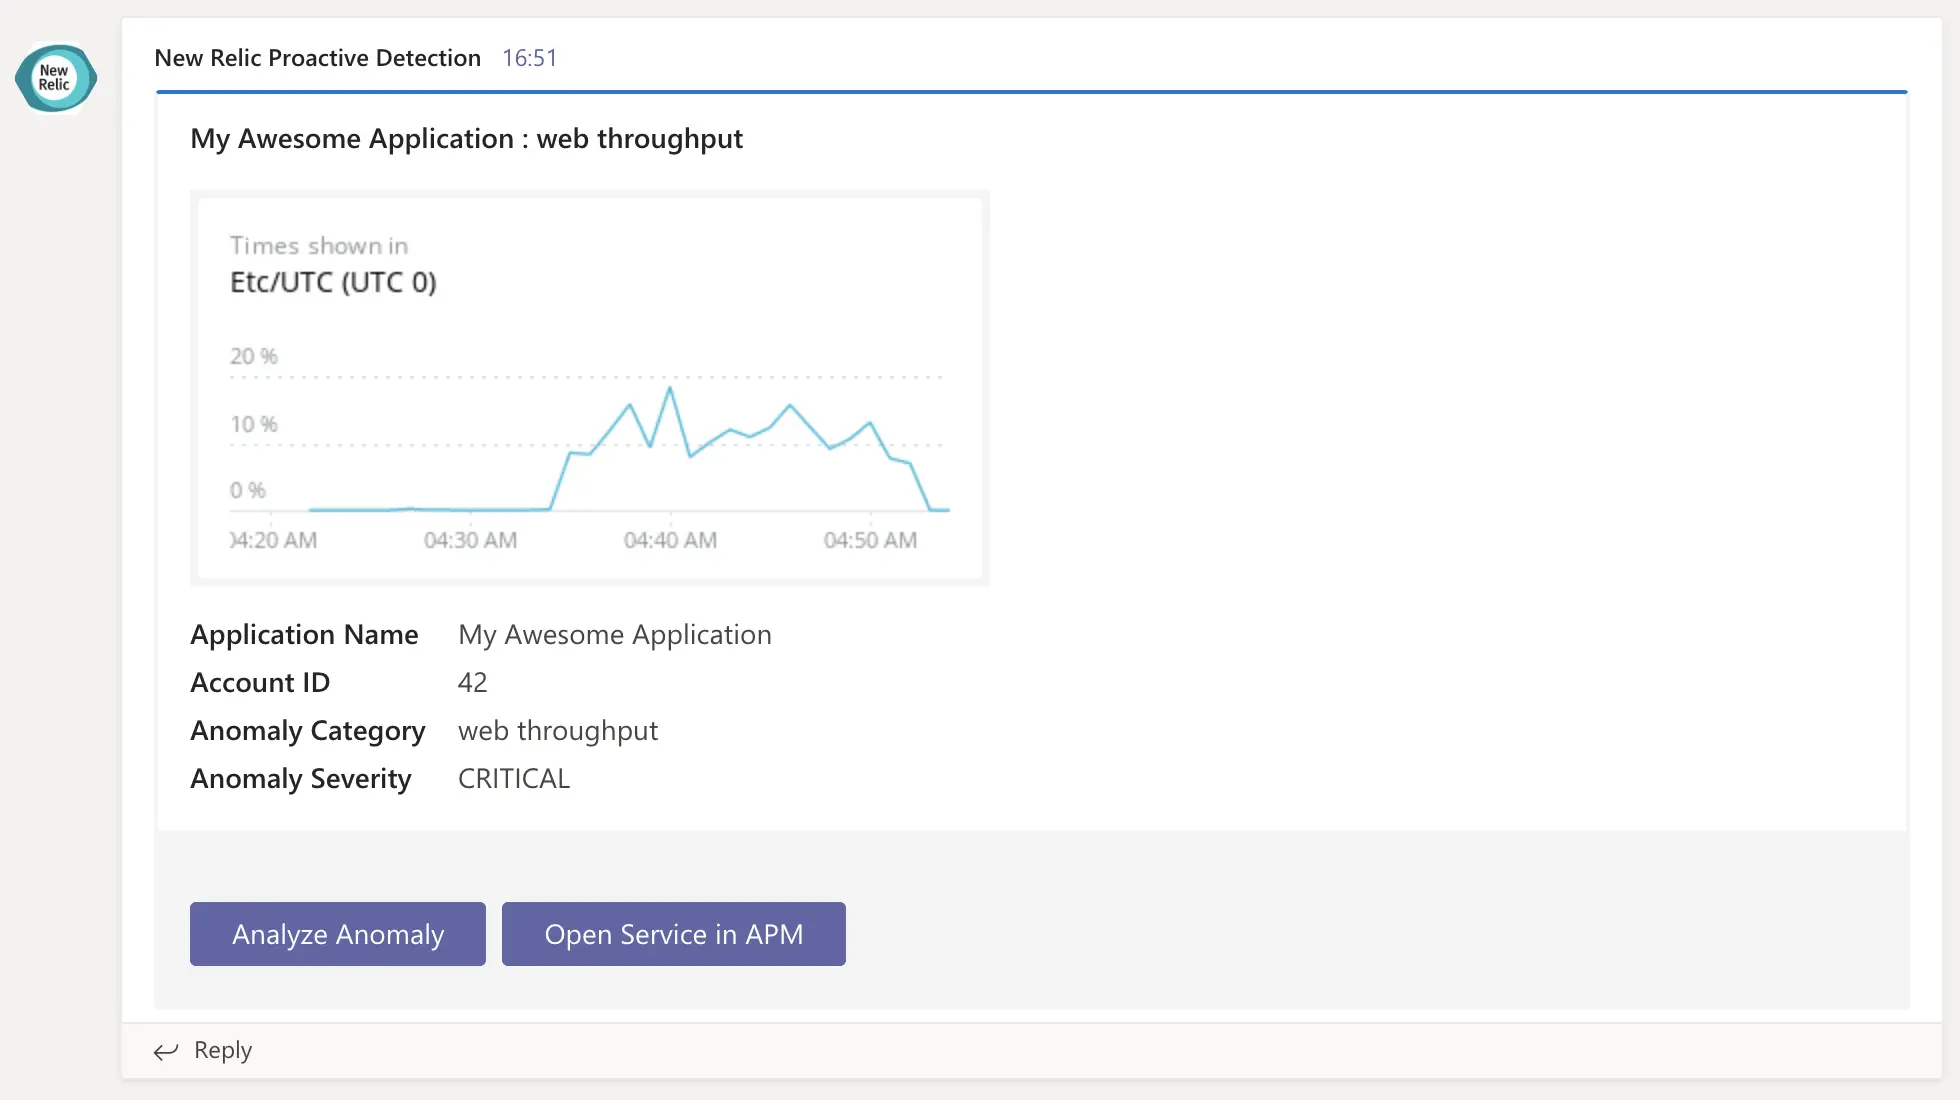 New
Relic
New Relic Proactive Detection 16:51
My Awesome Application : web throughput
Times shown in
Etc/UTC (UTC 0)
20 %
10 %
0 %
04:20 AM 04:30 AM 04:40 AM 04:50 AM
Application Name My Awesome Application
Account ID 42
Anomaly Category web throughput
Anomaly Severity CRITICAL
Analyze Anomaly Open Service in APM
Reply